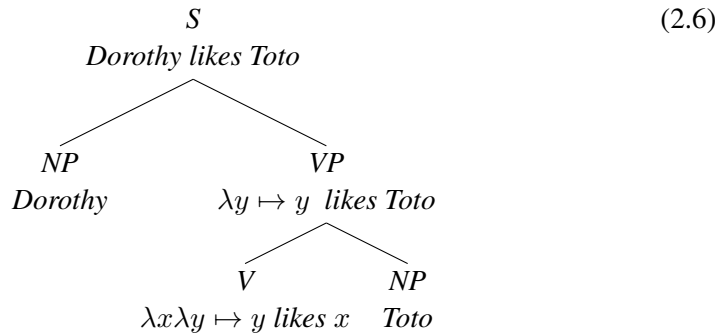 S (2.6)
Dorothy likes Toto
NP VP
Dorothy λy ↦ y likes Toto
V NP
λxλy ↦ y likes x Toto